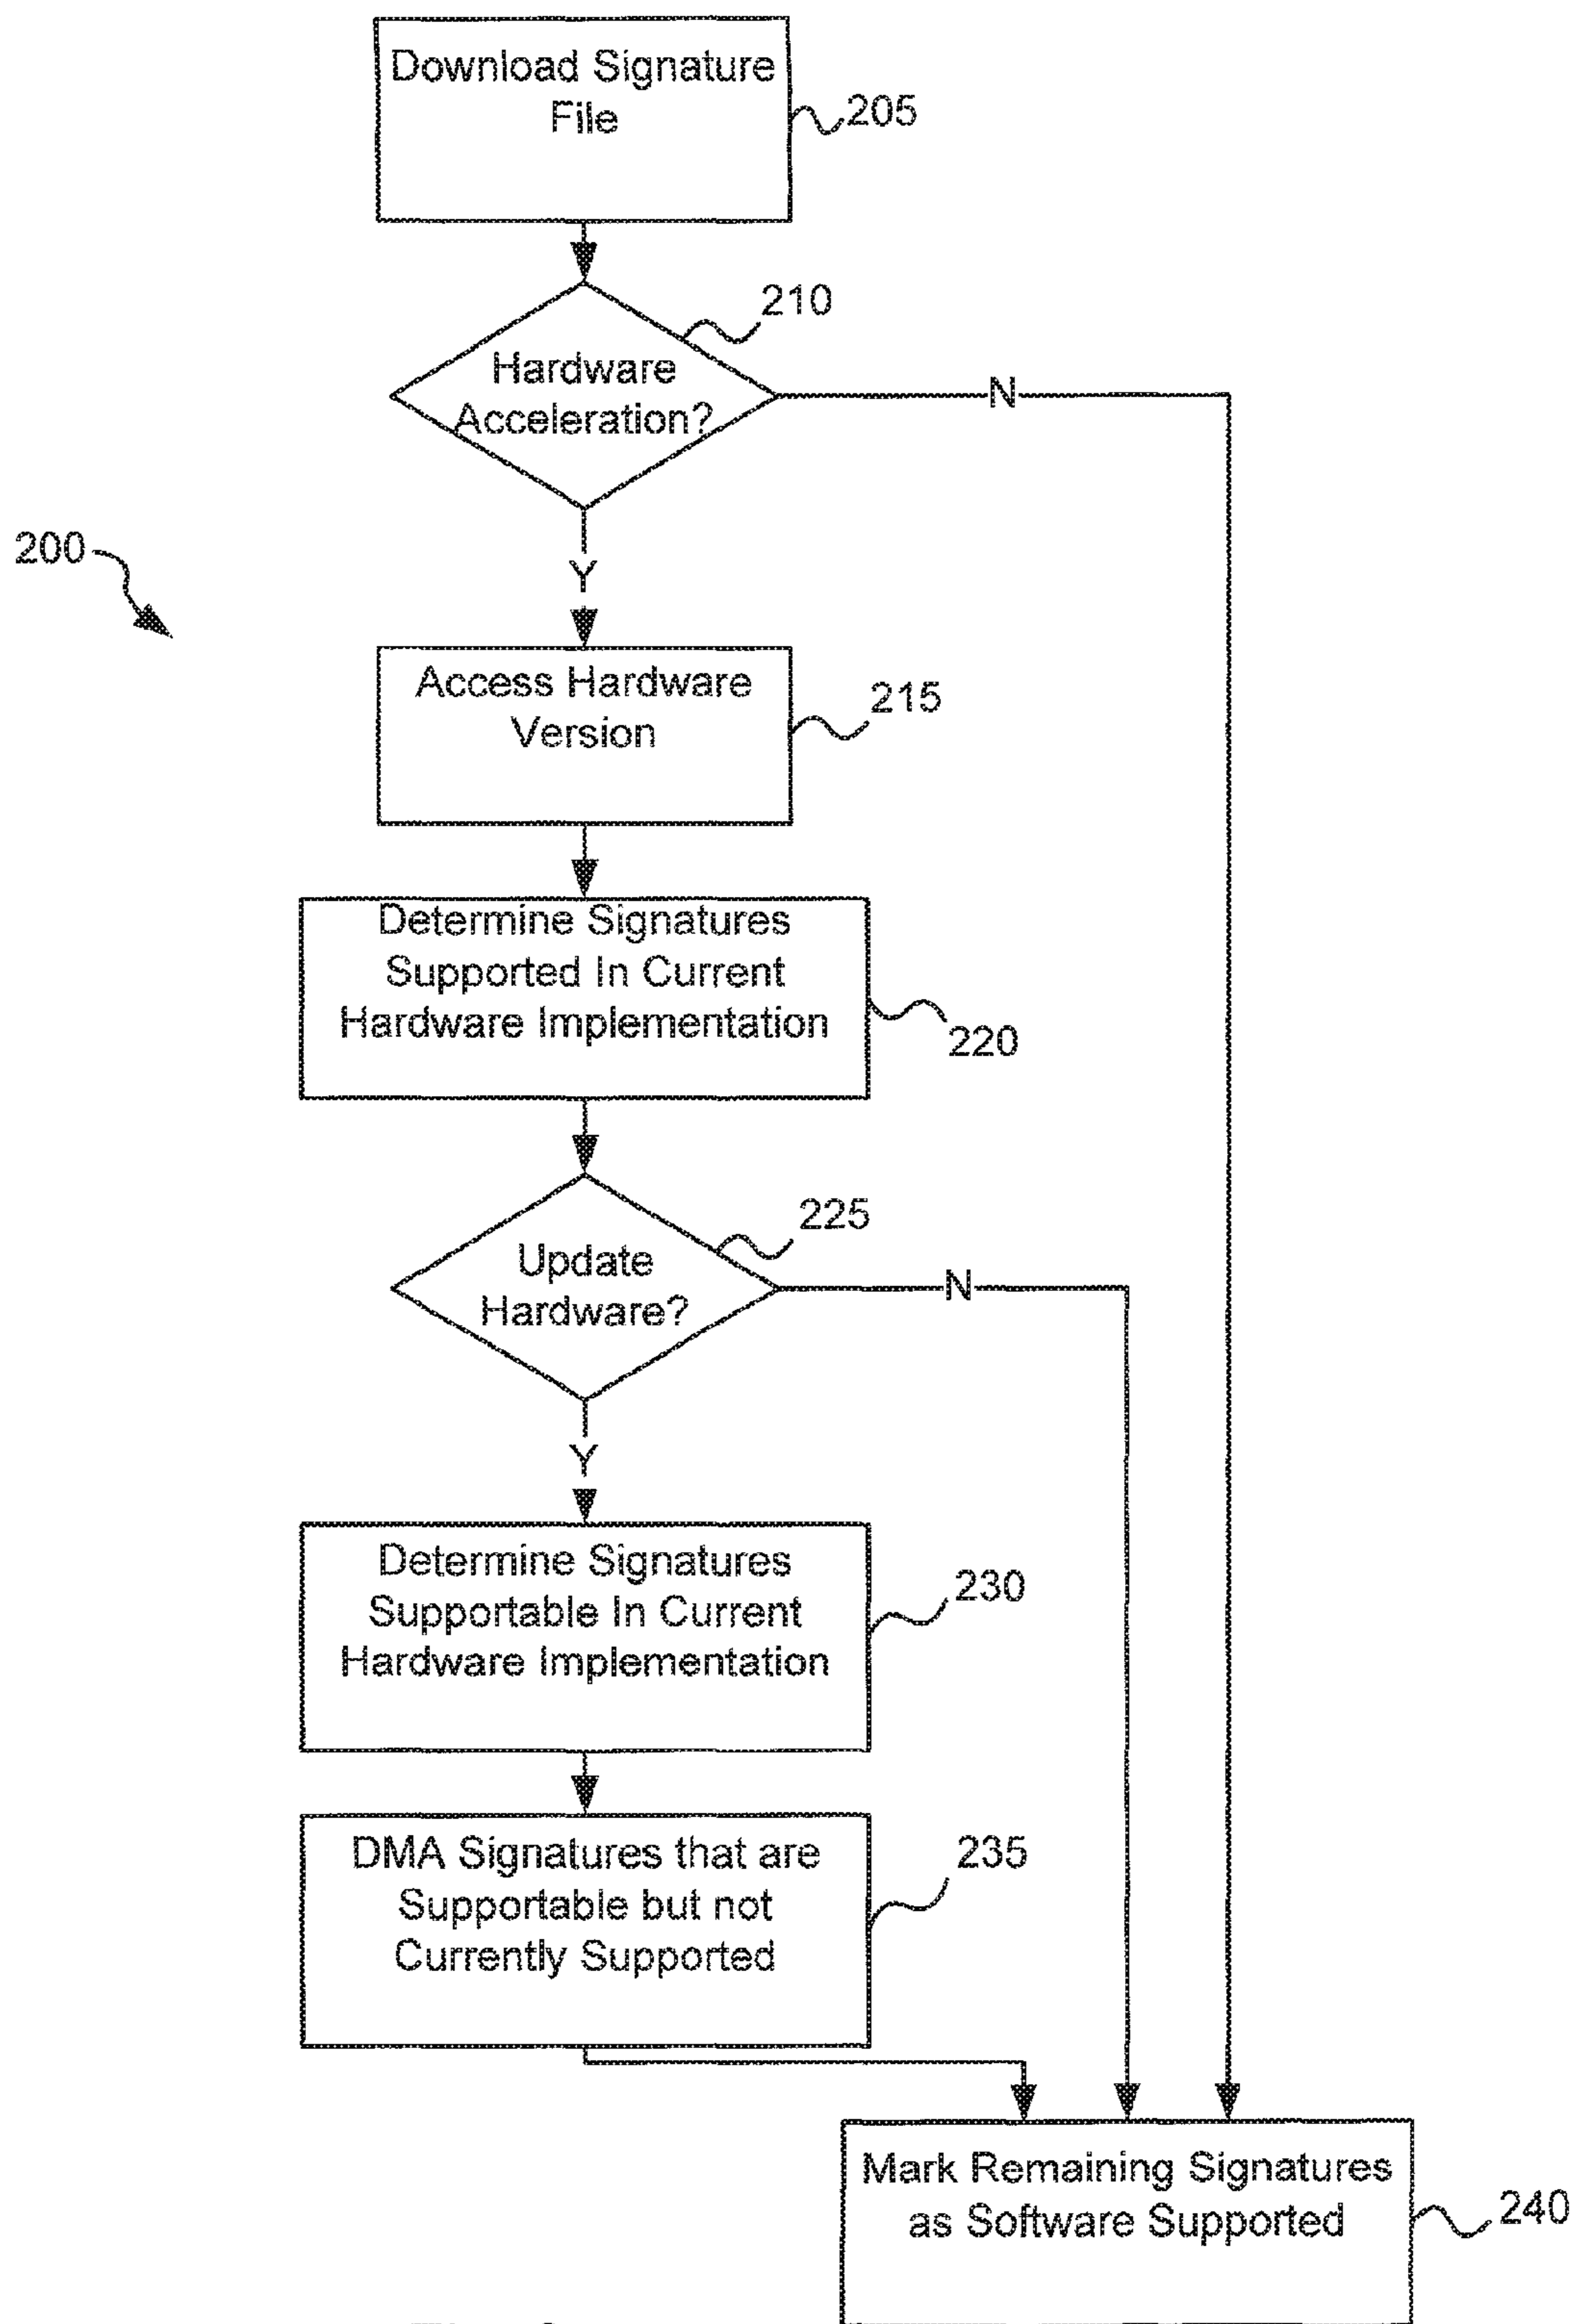 Download Signature
File
205
210
Hardware
Acceleration?
N
200
Y
Access Hardware
Version
215
Determine Signatures
Supported In Current
Hardware Implementation
220
225
Update
Hardware?
N
Y
Determine Signatures
Supportable In Current
Hardware Implementation
230
DMA Signatures that are
Supportable but not
Currently Supported
235
Mark Remaining Signatures
as Software Supported
240